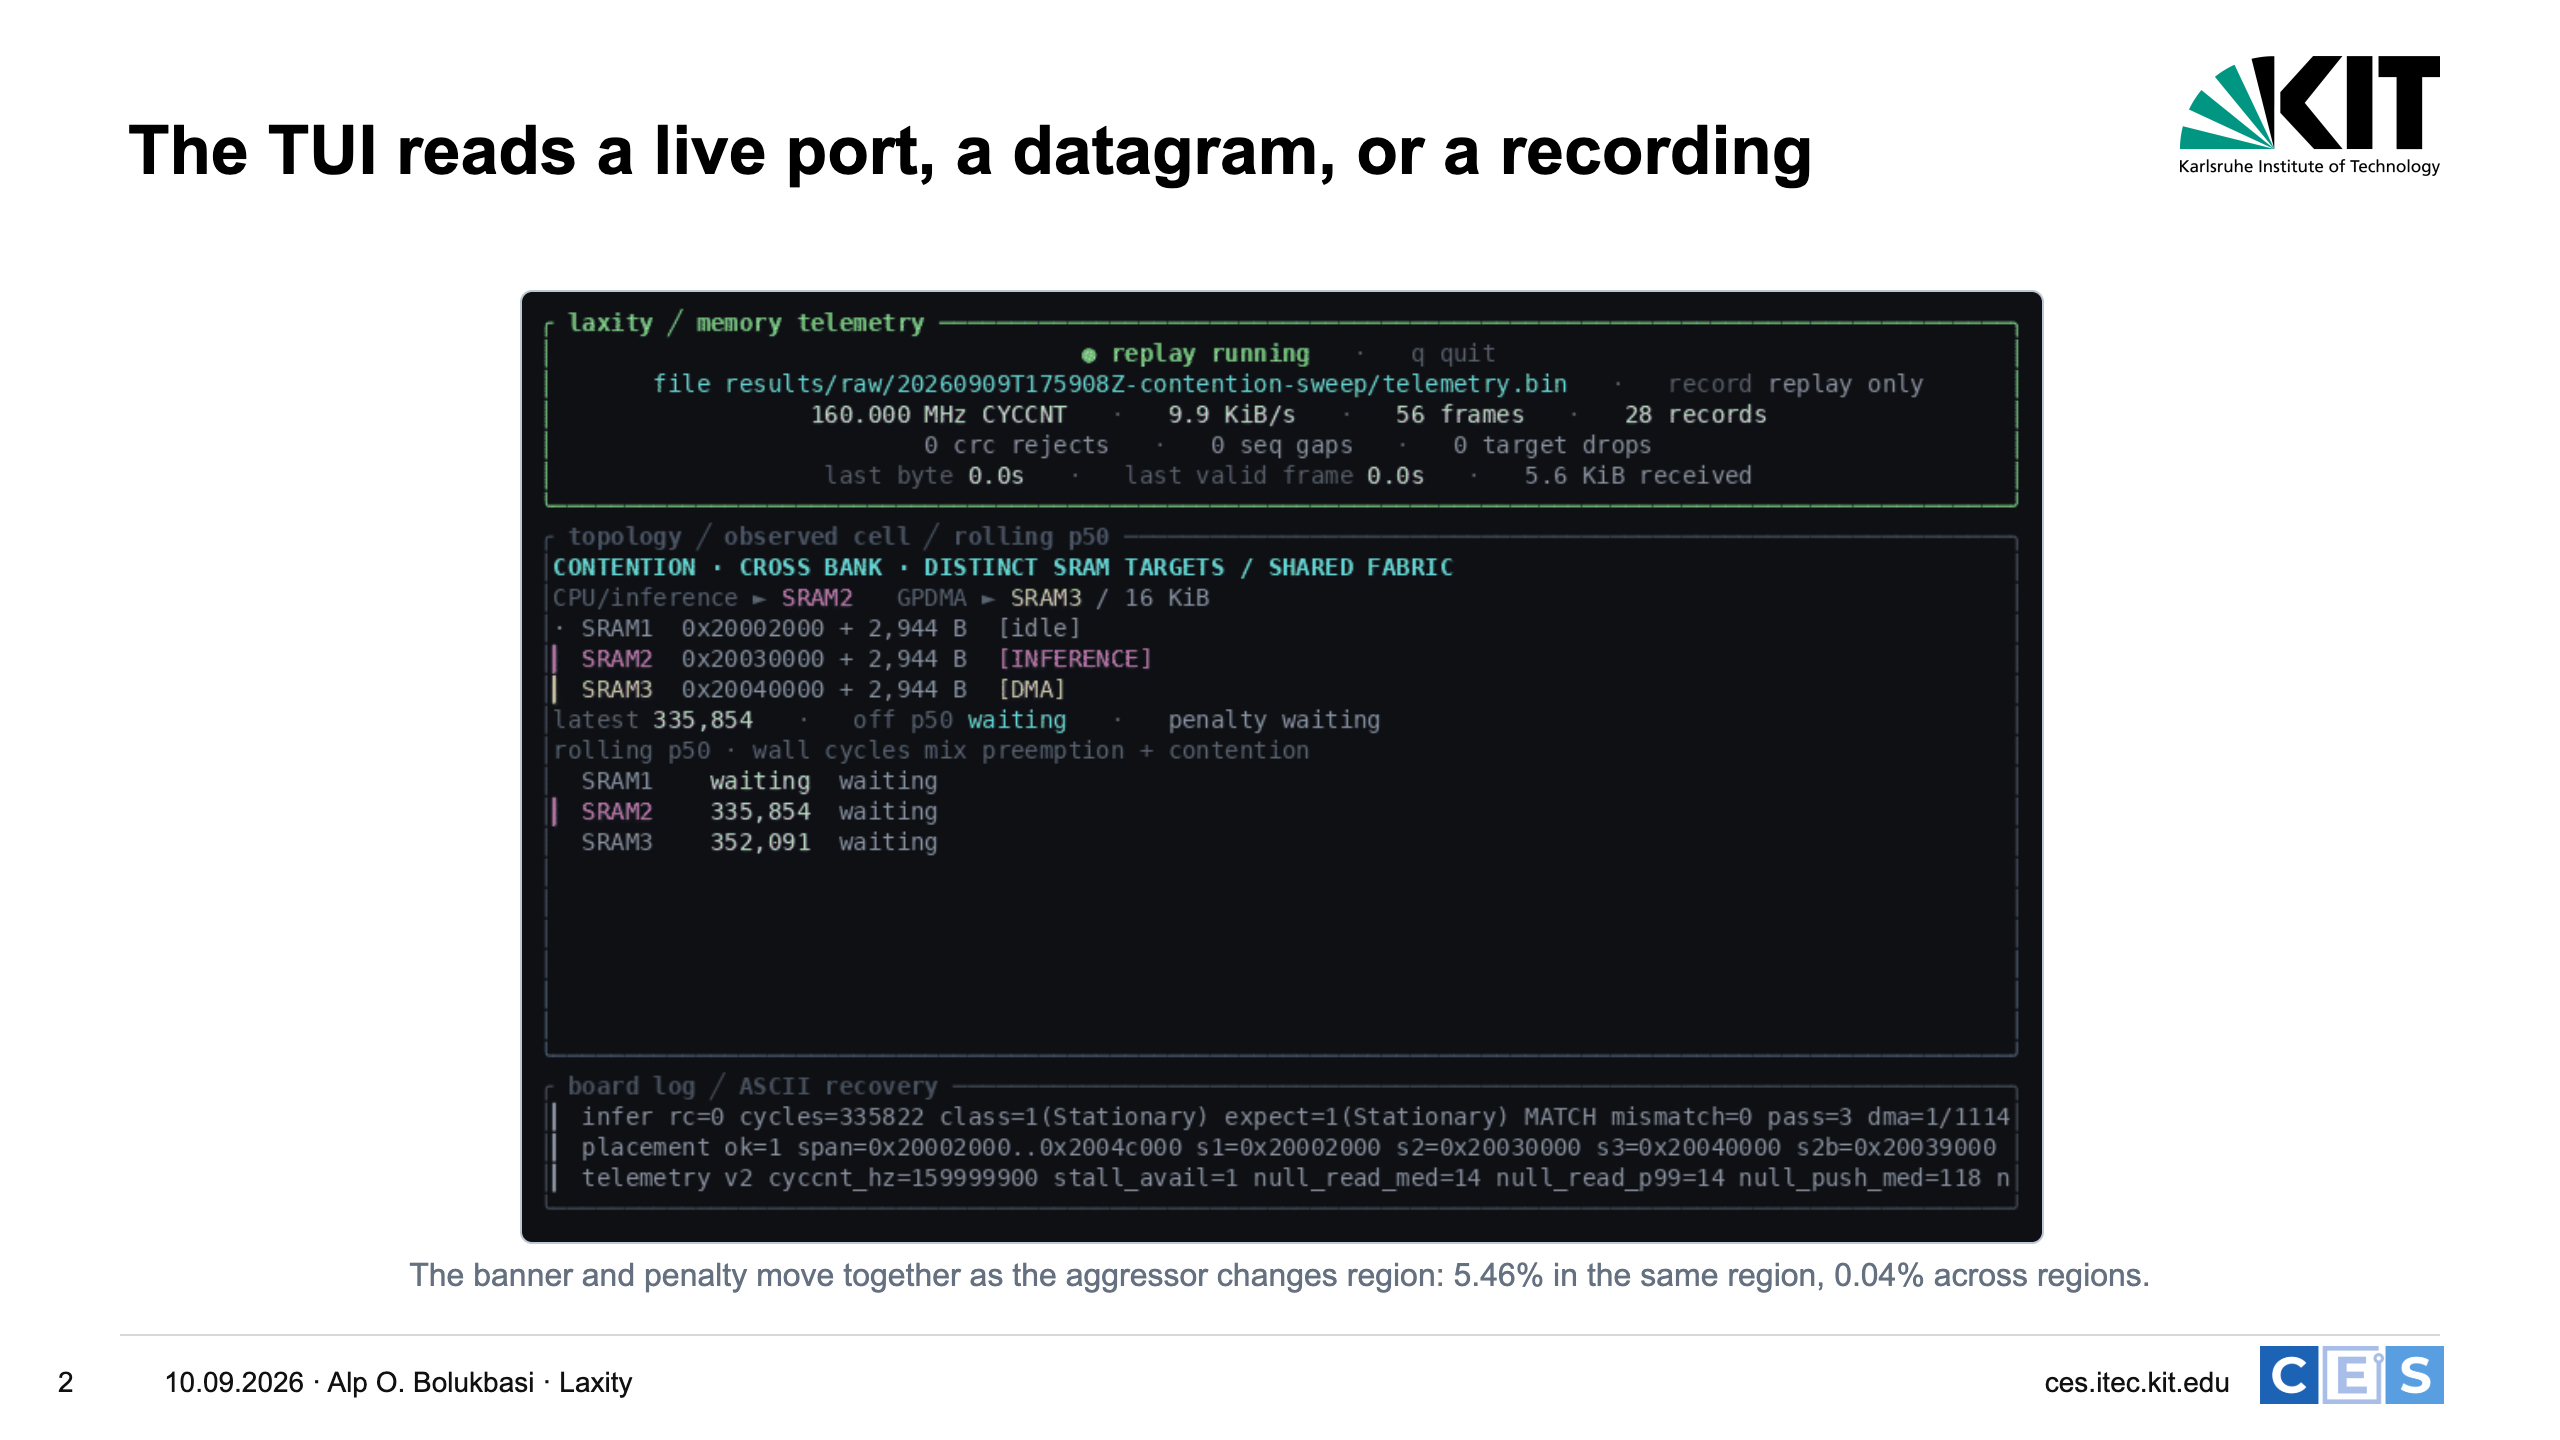 The TUI reads a live port, a datagram, or a recording
KIT
Karlsruhe Institute of Technology
laxity / memory telemetry
● replay running · q quit
file results/raw/20260909T175908Z-contention-sweep/telemetry.bin · record replay only
160.000 MHz CYCCNT · 9.9 KiB/s · 56 frames · 28 records
0 crc rejects · 0 seq gaps · 0 target drops
last byte 0.0s · last valid frame 0.0s · 5.6 KiB received
topology / observed cell / rolling p50
CONTENTION · CROSS BANK · DISTINCT SRAM TARGETS / SHARED FABRIC
CPU/inference ► SRAM2 GPDMA ► SRAM3 / 16 KiB
· SRAM1 0x20002000 + 2,944 B [idle]
SRAM2 0x20030000 + 2,944 B [INFERENCE]
SRAM3 0x20040000 + 2,944 B [DMA]
latest 335,854 · off p50 waiting · penalty waiting
rolling p50 · wall cycles mix preemption + contention
SRAM1 waiting waiting
SRAM2 335,854 waiting
SRAM3 352,091 waiting
board log / ASCII recovery
infer rc=0 cycles=335822 class=1(Stationary) expect=1(Stationary) MATCH mismatch=0 pass=3 dma=1/1114
placement ok=1 span=0x20002000..0x2004c000 s1=0x20002000 s2=0x20030000 s3=0x20040000 s2b=0x20039000
telemetry v2 cyccnt_hz=159999900 stall_avail=1 null_read_med=14 null_read_p99=14 null_push_med=118 n
The banner and penalty move together as the aggressor changes region: 5.46% in the same region, 0.04% across regions.
2 10.09.2026 · Alp O. Bolukbasi · Laxity ces.itec.kit.edu CES